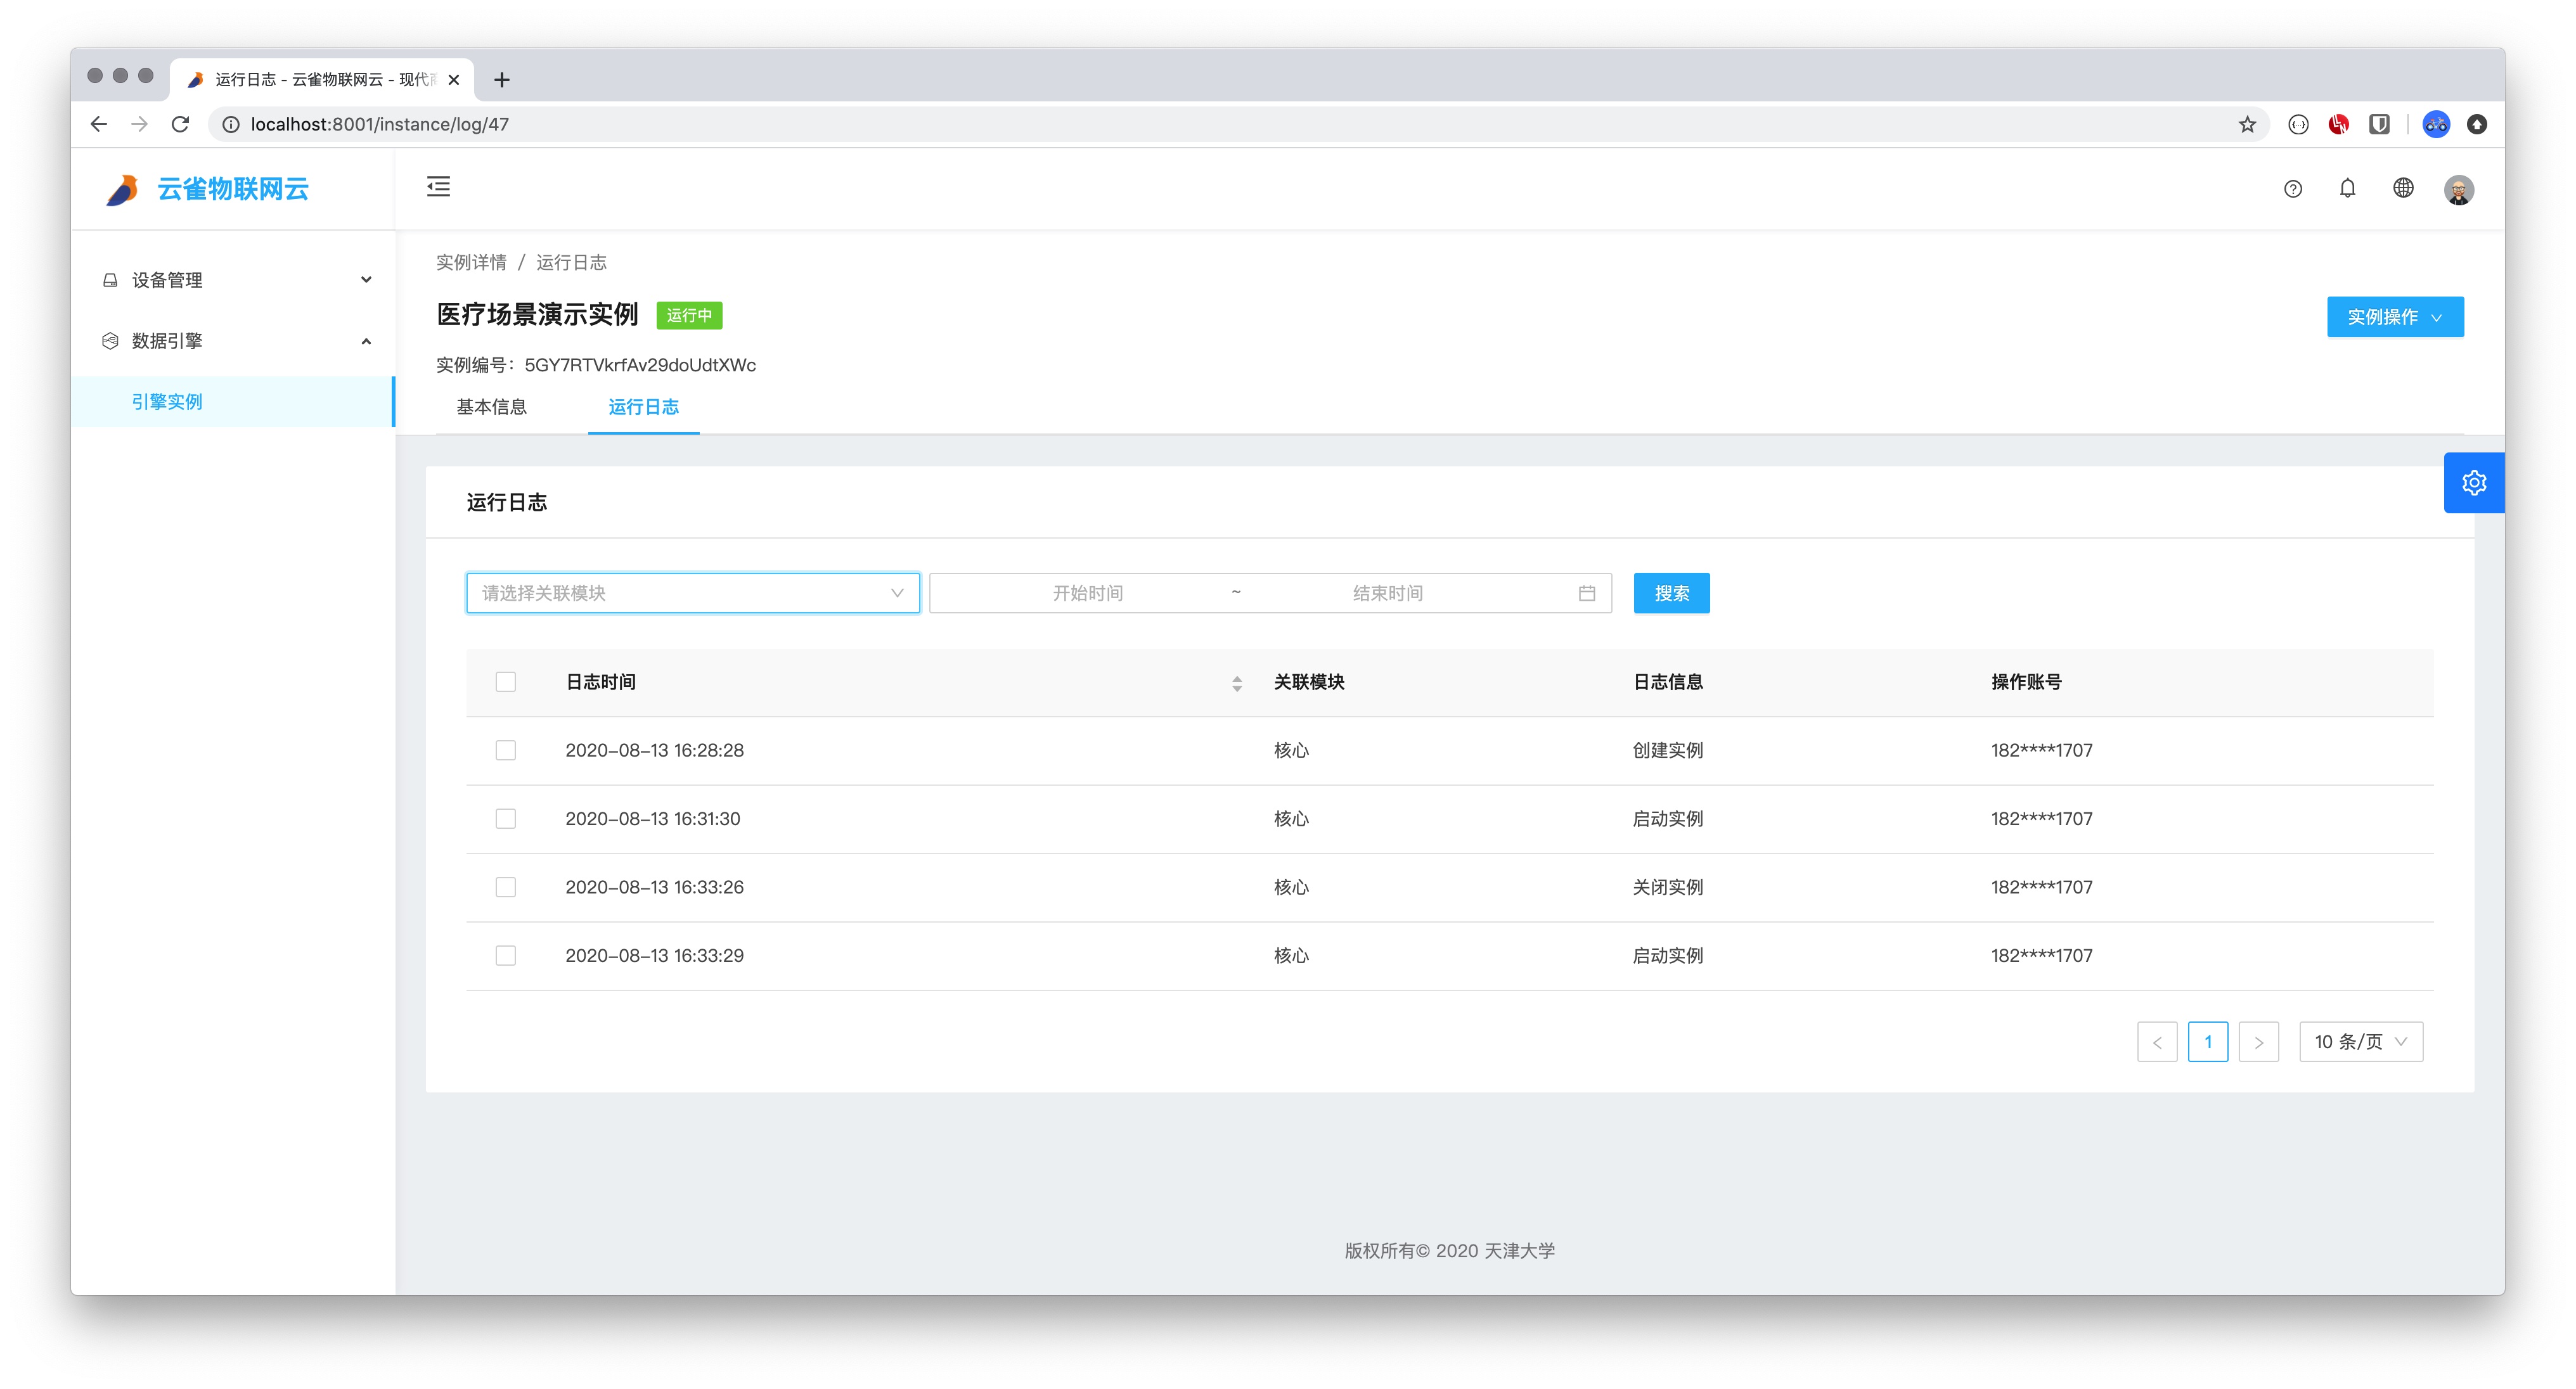 运行日志 - 云雀物联网云 - 现代
localhost:8001/instance/log/47
云雀物联网云
设备管理
数据引擎
引擎实例
实例详情 / 运行日志
医疗场景演示实例 运行中
实例操作
实例编号：5GY7RTVkrfAv29doUdtXWc
基本信息 运行日志
运行日志
请选择关联模块 开始时间 ~ 结束时间 搜索
日志时间 关联模块 日志信息 操作账号
2020-08-13 16:28:28 核心 创建实例 182****1707
2020-08-13 16:31:30 核心 启动实例 182****1707
2020-08-13 16:33:26 核心 关闭实例 182****1707
2020-08-13 16:33:29 核心 启动实例 182****1707
< 1 > 10 条/页
版权所有© 2020 天津大学